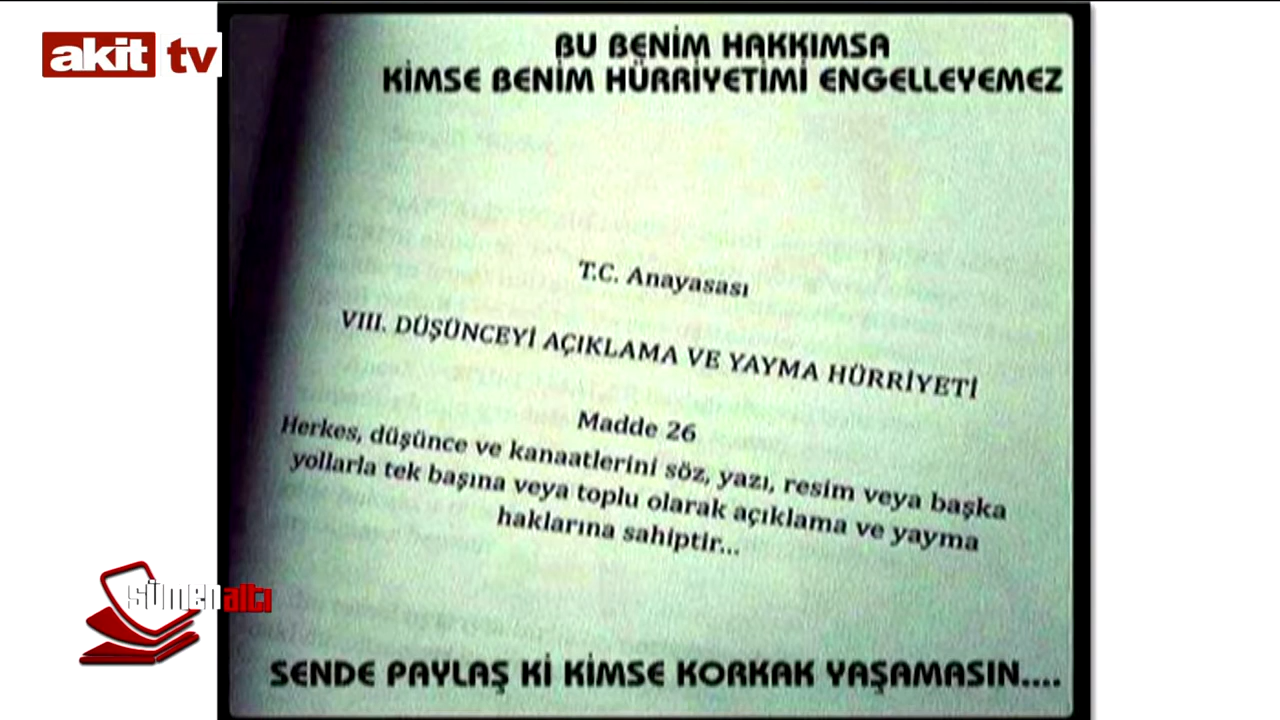 akit tv
BU BENİM HAKKIMSA
KİMSE BENİM HÜRRİYETİMİ ENGELLEYEMEZ
T.C. Anayasası
VIII. DÜŞÜNCEYİ AÇIKLAMA VE YAYMA HÜRRİYETİ
Madde 26
Herkes, düşünce ve kanaatlerini söz, yazı, resim veya başka
yollarla tek başına veya toplu olarak açıklama ve yayma
haklarına sahiptir...
SÜMENALTI
SENDE PAYLAŞ Kİ KİMSE KORKAK YAŞAMASIN....